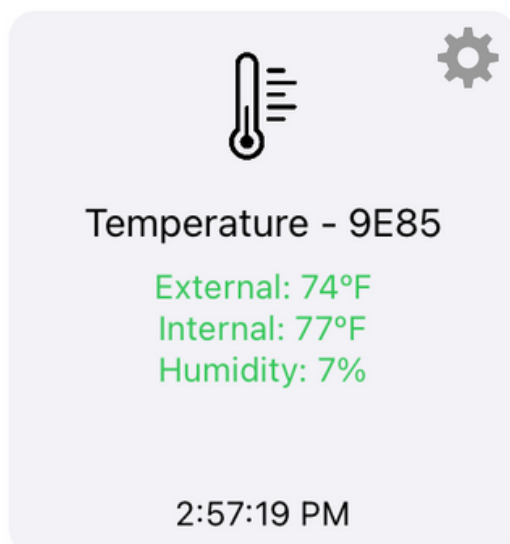 Temperature - 9E85
External: 74°F
Internal: 77°F
Humidity: 7%
2:57:19 PM